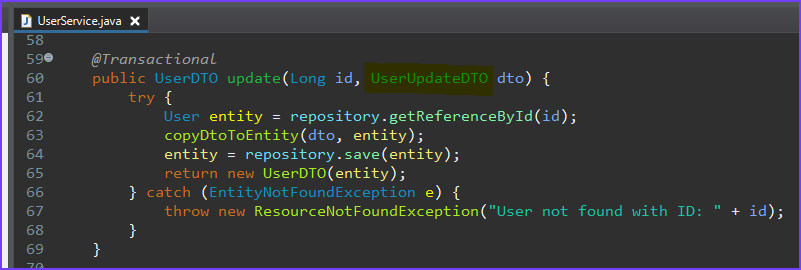 UserService.java
58
59 @Transactional
60 public UserDTO update(Long id, UserUpdateDTO dto) {
61 try {
62 User entity = repository.getReferenceById(id);
63 copyDtoToEntity(dto, entity);
64 entity = repository.save(entity);
65 return new UserDTO(entity);
66 } catch (EntityNotFoundException e) {
67 throw new ResourceNotFoundException("User not found with ID: " + id);
68 }
69 }
70